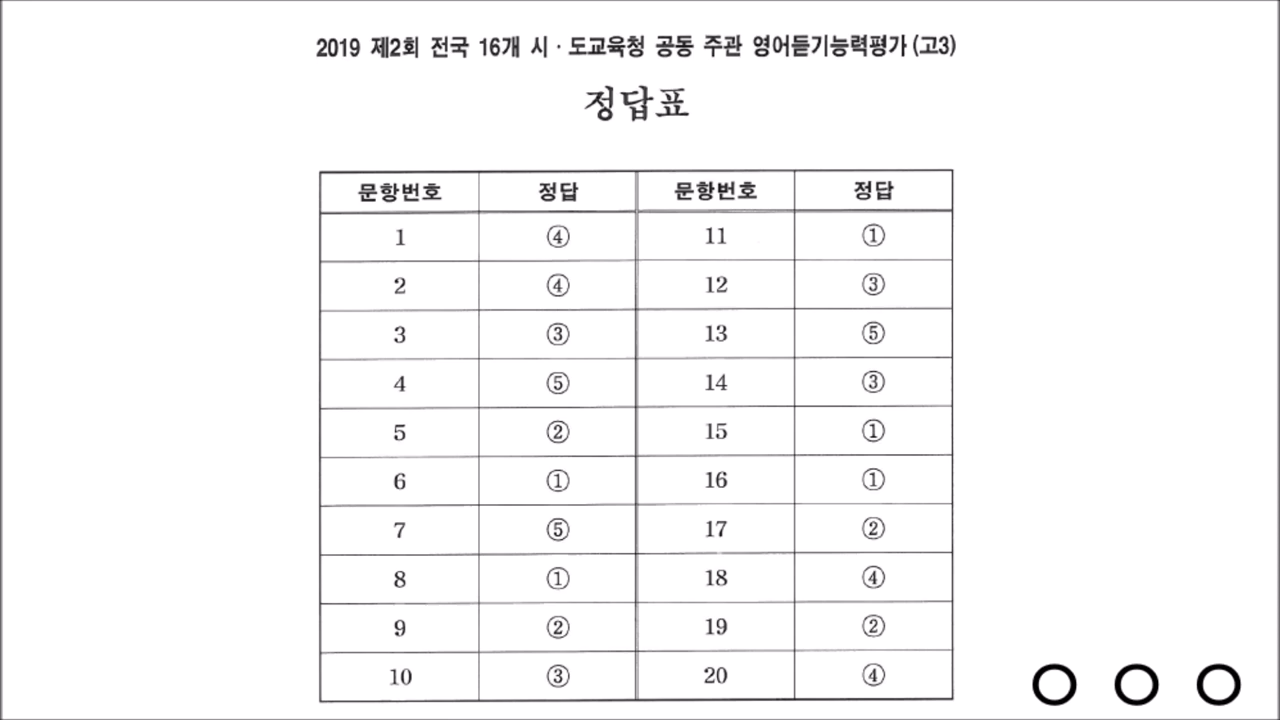 2019 제2회 전국 16개 시·도교육청 공동 주관 영어듣기능력평가(고3)
정답표
문항번호 정답 문항번호 정답
1 ④ 11 ①
2 ④ 12 ③
3 ③ 13 ⑤
4 ⑤ 14 ③
5 ② 15 ①
6 ① 16 ①
7 ⑤ 17 ②
8 ① 18 ④
9 ② 19 ②
10 ③ 20 ④